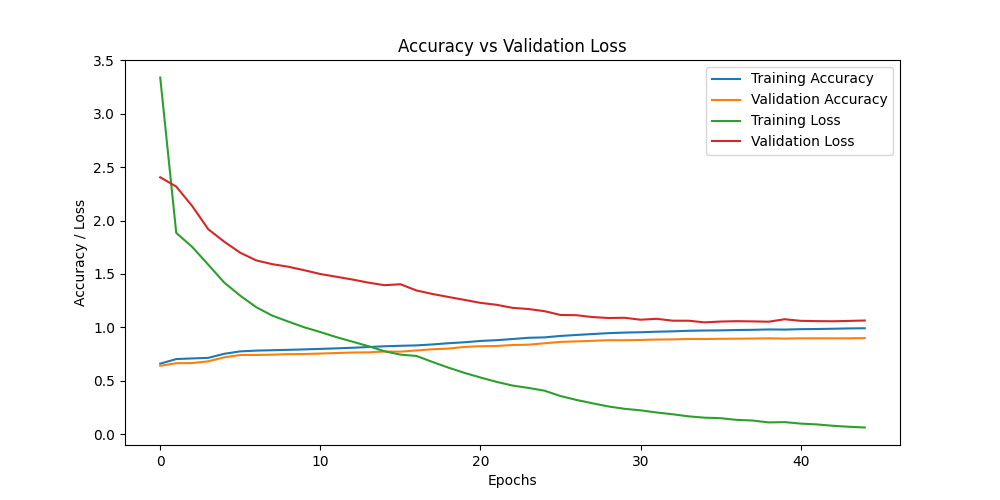 Accuracy vs Validation Loss
3.5
3.0
2.5
2.0
1.5
1.0
0.5
0.0
Accuracy / Loss
Training Accuracy
Validation Accuracy
Training Loss
Validation Loss
0 10 20 30 40
Epochs